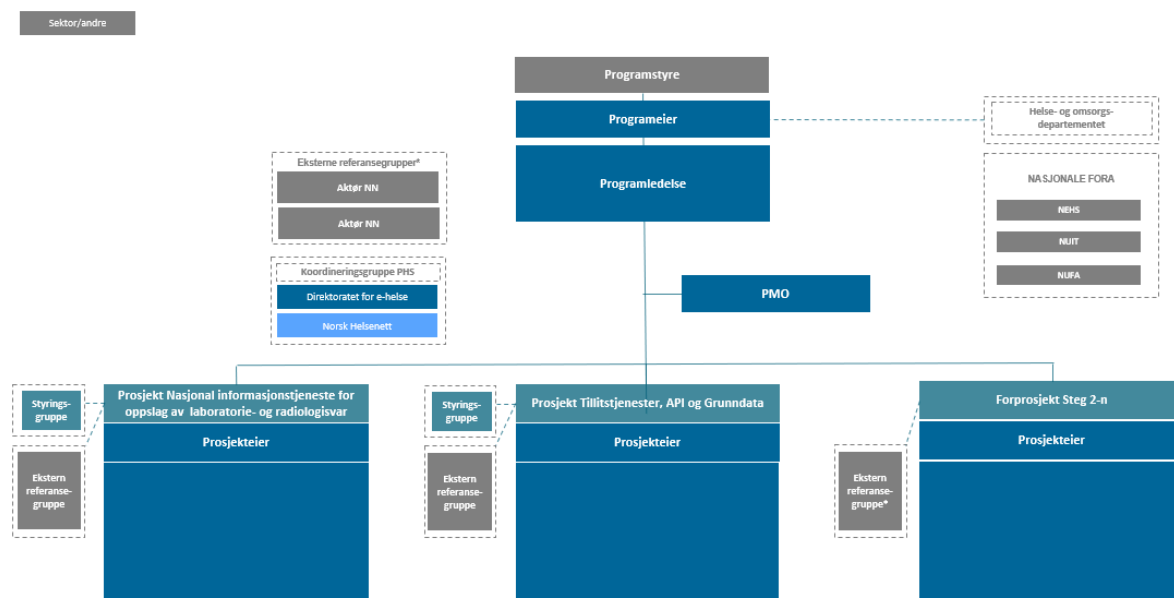 Sektor/andre
Programstyre
Programeier
Programledelse
Helse- og omsorgs-
departementet
Eksterne referansegrupper*
Aktør NN
Aktør NN
NASJONALE FORA
NEHS
NUIT
NUFA
Koordineringsgruppe PHS
Direktoratet for e-helse
Norsk Helsenett
PMO
Styrings-
gruppe
Prosjekt Nasjonal informasjonstjeneste for
oppslag av laboratorie- og radiologisvar
Prosjekteier
Ekstern
referanse-
gruppe
Styrings-
gruppe
Prosjekt Tillitstjenester, API og Grunndata
Prosjekteier
Ekstern
referanse-
gruppe
Forprosjekt Steg 2-n
Prosjekteier
Ekstern
referanse-
gruppe*